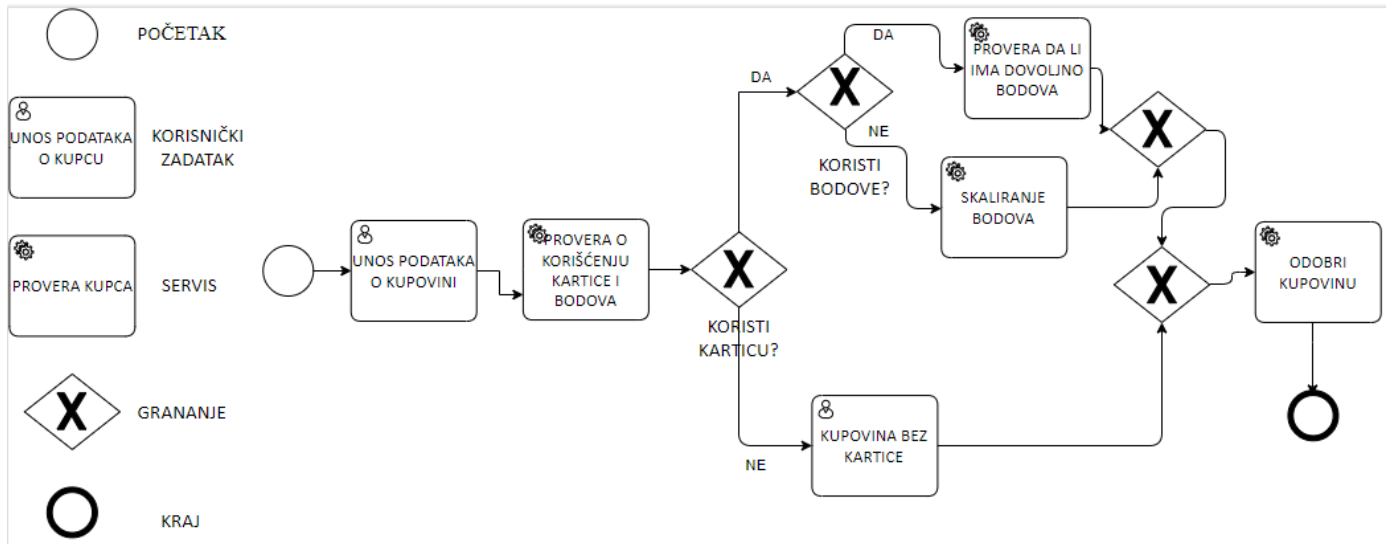 POČETAK
UNOS PODATAKA
O KUPCU
KORISNIČKI
ZADATAK
PROVERA KUPCA
SERVIS
GRANANJE
KRAJ
UNOS PODATAKA
O KUPOVINI
PROVERA O
KORIŠĆENJU
KARTICE I
BODOVA
KORISTI
KARTICU?
DA
NE
KORISTI
BODOVE?
DA
NE
PROVERA DA LI
IMA DOVOLJNO
BODOVA
SKALIRANJE
BODOVA
KUPOVINA BEZ
KARTICE
ODOBRI
KUPOVINU